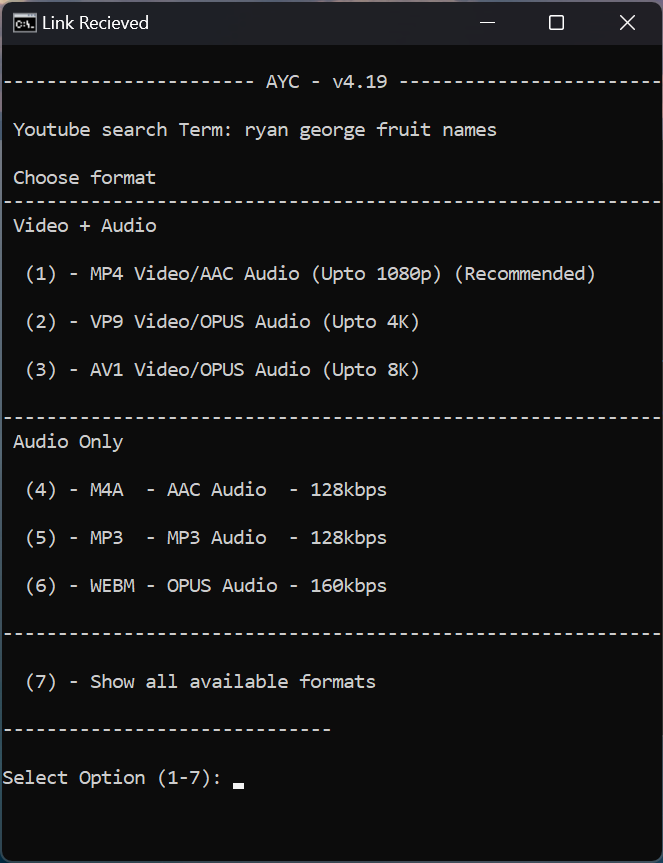 Link Recieved
----------------------- AYC - v4.19 ------------------------
Youtube search Term: ryan george fruit names
Choose format
------------------------------------------------------------
Video + Audio
(1) - MP4 Video/AAC Audio (Upto 1080p) (Recommended)
(2) - VP9 Video/OPUS Audio (Upto 4K)
(3) - AV1 Video/OPUS Audio (Upto 8K)
------------------------------------------------------------
Audio Only
(4) - M4A  - AAC Audio  - 128kbps
(5) - MP3  - MP3 Audio  - 128kbps
(6) - WEBM - OPUS Audio - 160kbps
------------------------------------------------------------
(7) - Show all available formats
------------------------------
Select Option (1-7):